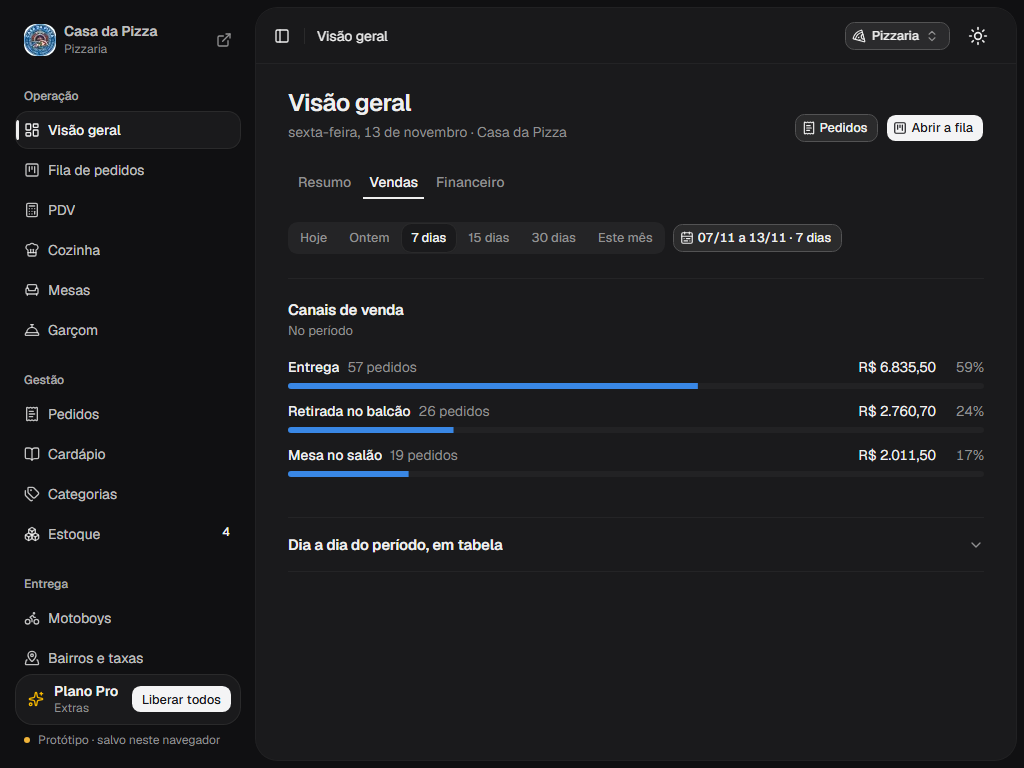 Casa da Pizza
Pizzaria
Operação
Visão geral
Fila de pedidos
PDV
Cozinha
Mesas
Garçom
Gestão
Pedidos
Cardápio
Categorias
Estoque 4
Entrega
Motoboys
Bairros e taxas
Plano Pro
Extras
Liberar todos
Protótipo · salvo neste navegador
Visão geral
Pizzaria
Visão geral
sexta-feira, 13 de novembro · Casa da Pizza
Pedidos
Abrir a fila
Resumo Vendas Financeiro
Hoje Ontem 7 dias 15 dias 30 dias Este mês 07/11 a 13/11 · 7 dias
Canais de venda
No período
Entrega 57 pedidos R$ 6.835,50 59%
Retirada no balcão 26 pedidos R$ 2.760,70 24%
Mesa no salão 19 pedidos R$ 2.011,50 17%
Dia a dia do período, em tabela